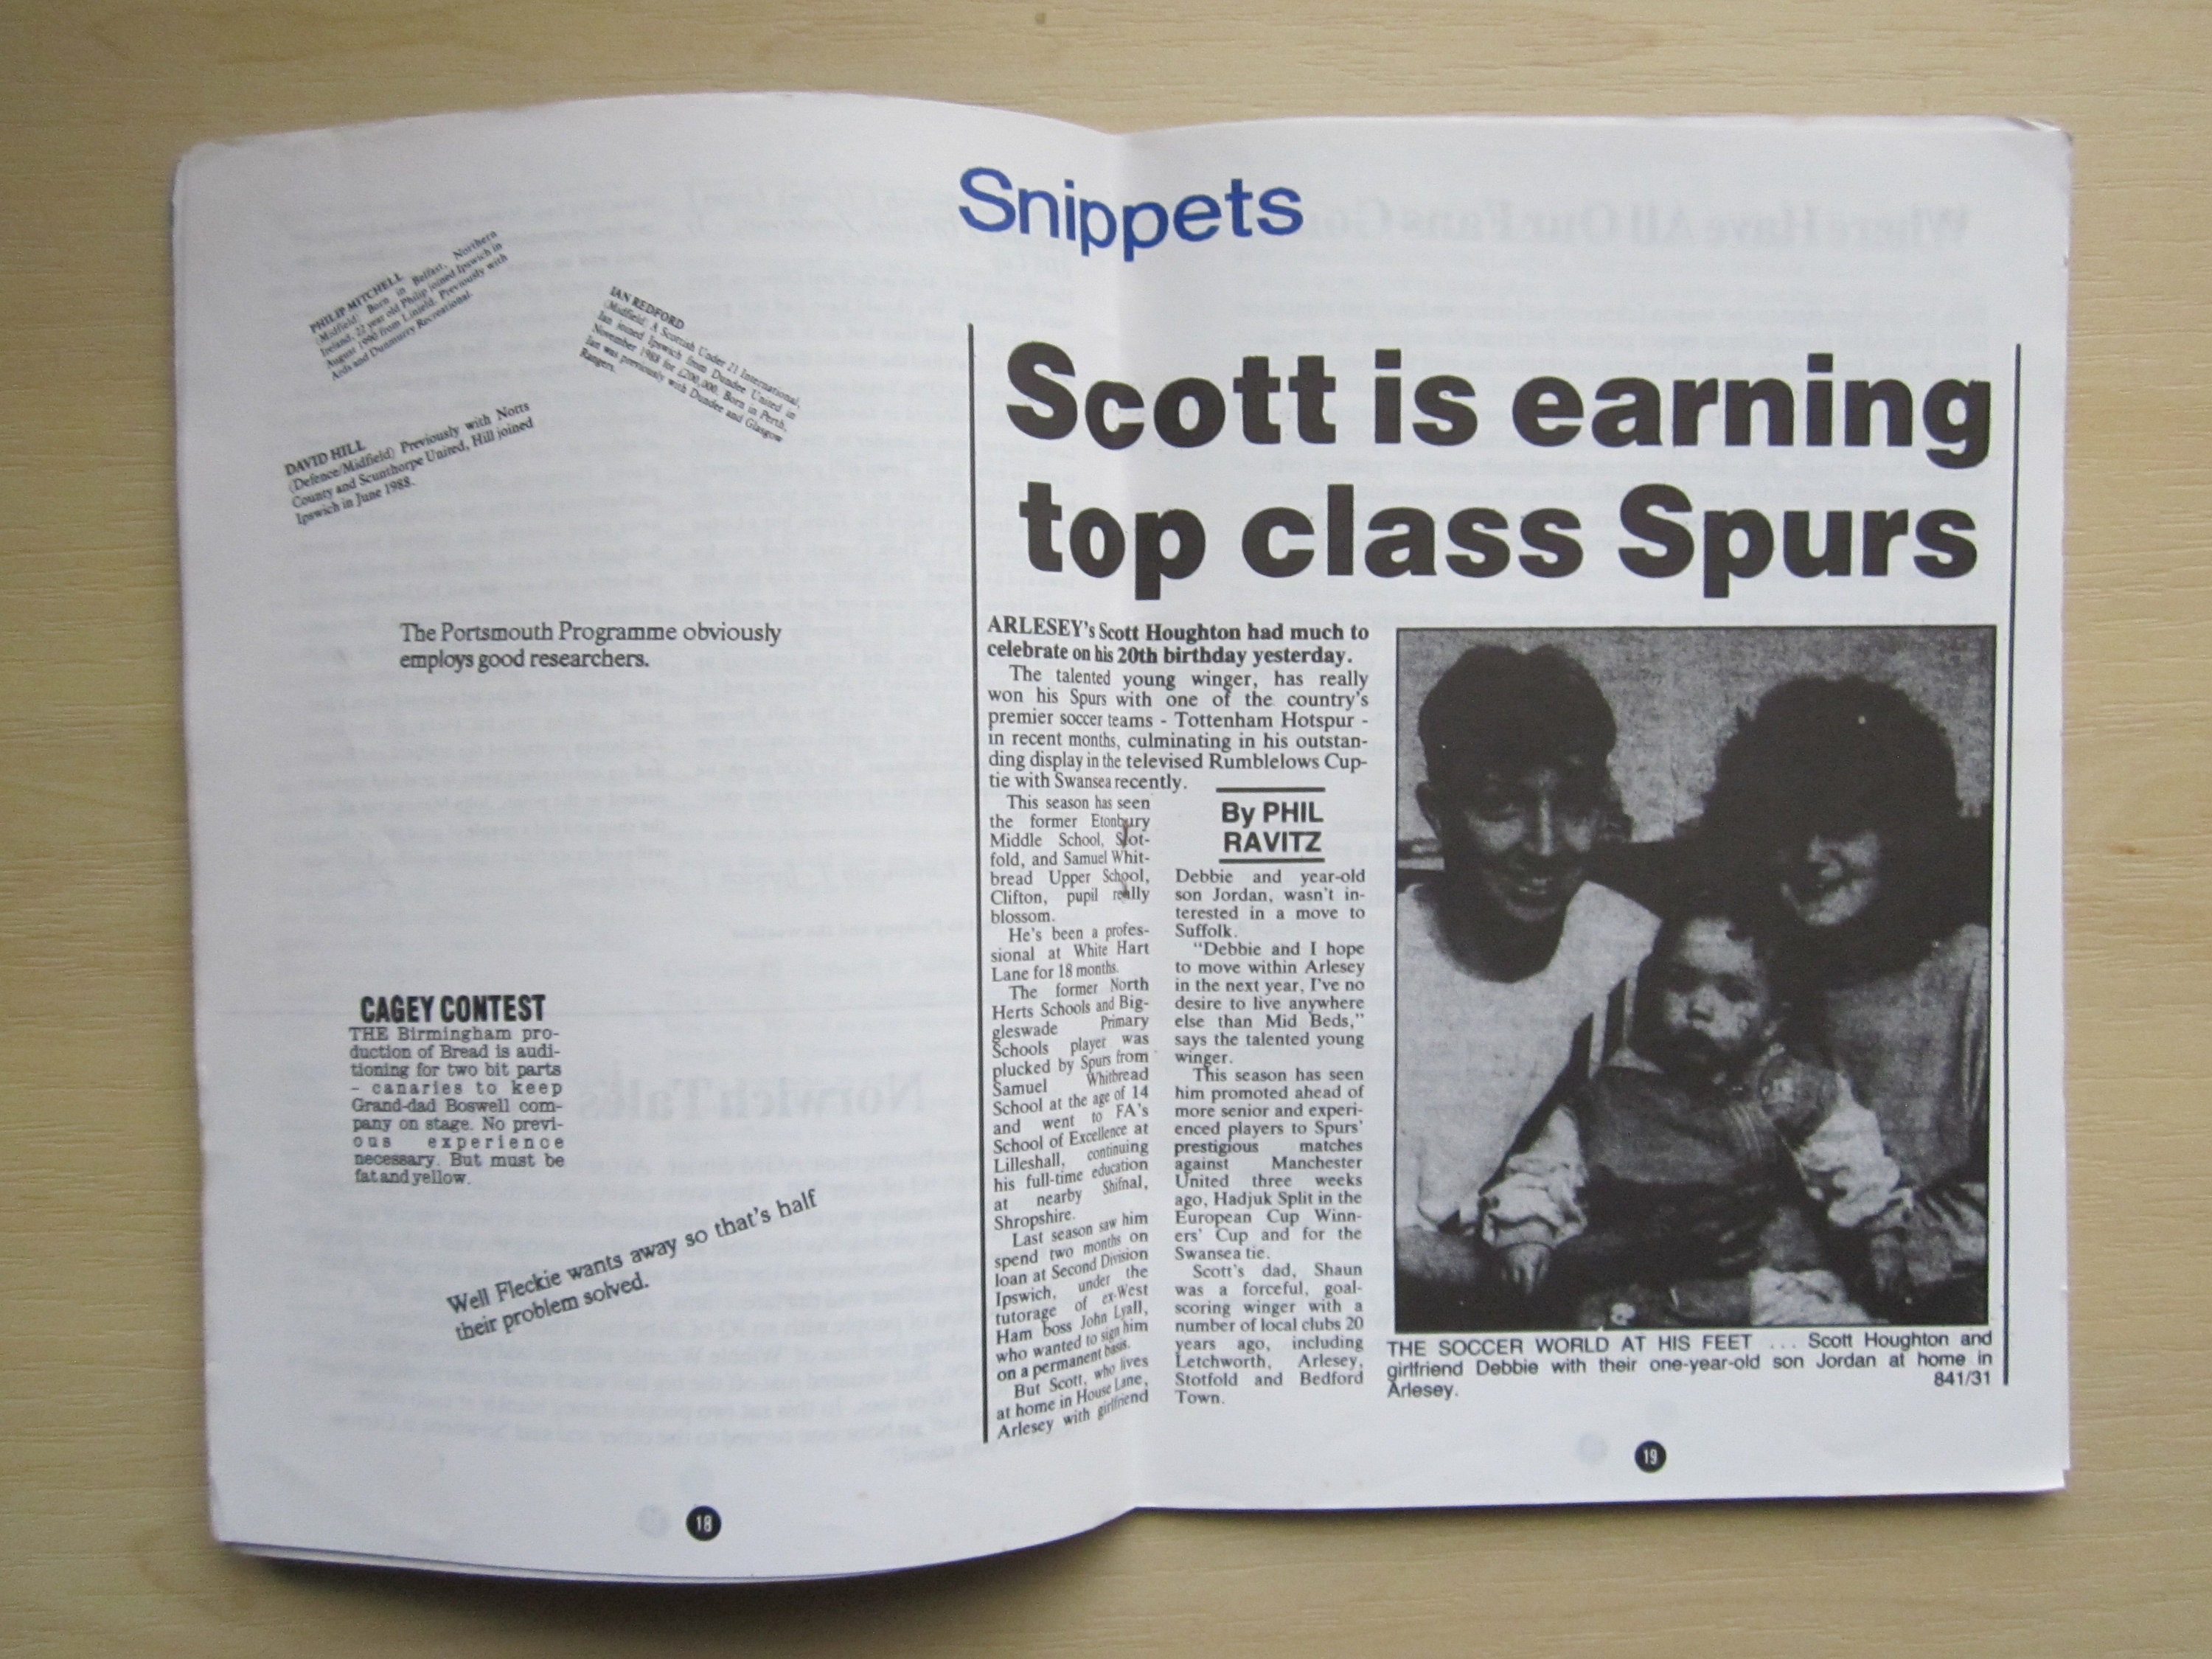 Snippets
PHILIP MITCHELL
(Midfield) Born in Belfast, Northern
Ireland, 22 year old Philip joined Ipswich in
August 1990 from Linfield. Previously with
Ards and Dunmurry Recreational.
IAN REDFORD
(Midfield) A Scottish Under 21 International,
Ian joined Ipswich from Dundee United in
November 1988 for £200,000. Born in Perth,
Ian was previously with Dundee and Glasgow
Rangers.
DAVID HILL
(Defence/Midfield) Previously with Notts
County and Scunthorpe United, Hill joined
Ipswich in June 1988.
The Portsmouth Programme obviously
employs good researchers.
CAGEY CONTEST
THE Birmingham pro-
duction of Bread is audi-
tioning for two bit parts
– canaries to keep
Grand-dad Boswell com-
pany on stage. No previ-
ous experience
necessary. But must be
fat and yellow.
Well Fleckie wants away so that's half
their problem solved.
18
Scott is earning
top class Spurs
ARLESEY's Scott Houghton had much to
celebrate on his 20th birthday yesterday.
The talented young winger, has really
won his Spurs with one of the country's
premier soccer teams - Tottenham Hotspur -
in recent months, culminating in his outstan-
ding display in the televised Rumblelows Cup-
tie with Swansea recently.
By PHIL
RAVITZ
This season has seen
the former Etonbury
Middle School, Stot-
fold, and Samuel Whit-
bread Upper School,
Clifton, pupil really
blossom.
He's been a profes-
sional at White Hart
Lane for 18 months.
The former North
Herts Schools and Big-
gleswade Primary
Schools player was
plucked by Spurs from
Samuel Whitbread
School at the age of 14
and went to FA's
School of Excellence at
Lilleshall, continuing
his full-time education
at nearby Shifnal,
Shropshire.
Last season saw him
spend two months on
loan at Second Division
Ipswich, under the
tutorage of ex-West
Ham boss John Lyall,
who wanted to sign him
on a permanent basis.
But Scott, who lives
at home in House Lane,
Arlesey with girlfriend
Debbie and year-old
son Jordan, wasn't in-
terested in a move to
Suffolk.
"Debbie and I hope
to move within Arlesey
in the next year, I've no
desire to live anywhere
else than Mid Beds,"
says the talented young
winger.
This season has seen
him promoted ahead of
more senior and experi-
enced players to Spurs'
prestigious matches
against Manchester
United three weeks
ago, Hadjuk Split in the
European Cup Winn-
ers' Cup and for the
Swansea tie.
Scott's dad, Shaun
was a forceful, goal-
scoring winger with a
number of local clubs 20
years ago, including
Letchworth, Arlesey,
Stotfold and Bedford
Town.
THE SOCCER WORLD AT HIS FEET ... Scott Houghton and
girlfriend Debbie with their one-year-old son Jordan at home in
Arlesey. 841/31
19